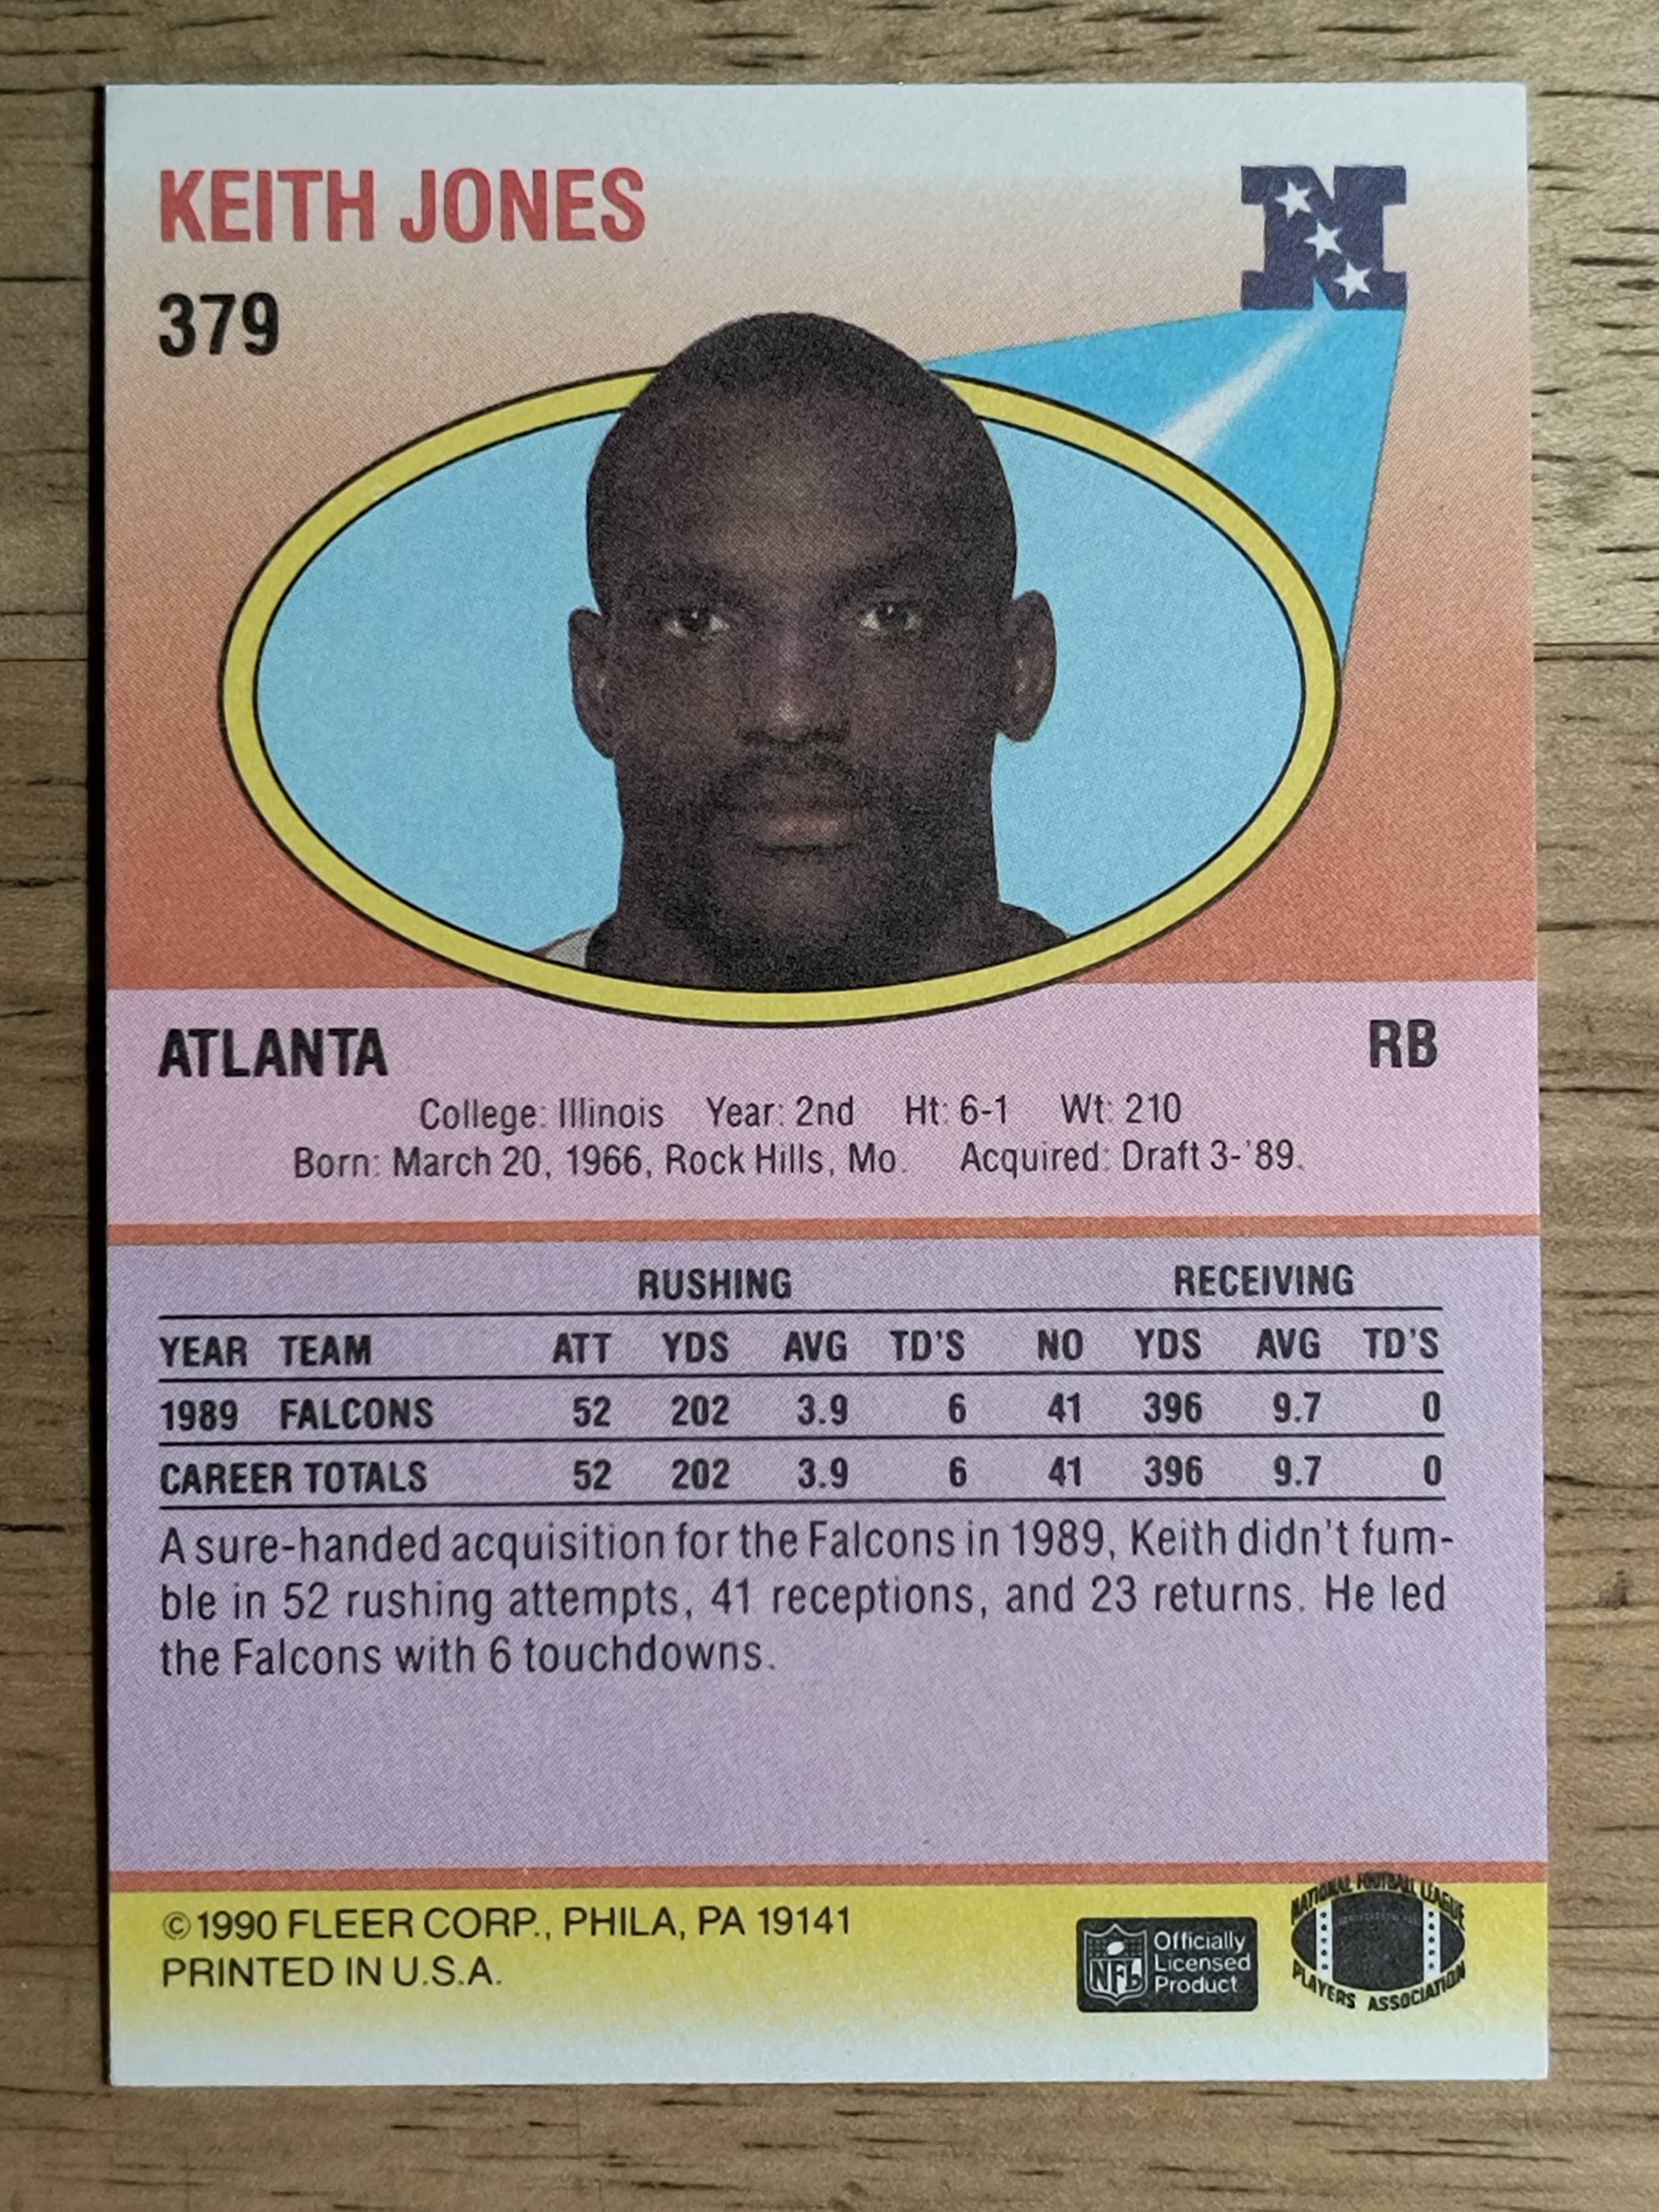 KEITH JONES
379
N
ATLANTA RB
College: Illinois Year: 2nd Ht: 6-1 Wt: 210
Born: March 20, 1966, Rock Hills, Mo. Acquired: Draft 3-'89.
RUSHING RECEIVING
YEAR TEAM ATT YDS AVG TD'S NO YDS AVG TD'S
1989 FALCONS 52 202 3.9 6 41 396 9.7 0
CAREER TOTALS 52 202 3.9 6 41 396 9.7 0
A sure-handed acquisition for the Falcons in 1989, Keith didn't fum-
ble in 52 rushing attempts, 41 receptions, and 23 returns. He led
the Falcons with 6 touchdowns.
©1990 FLEER CORP., PHILA, PA 19141
PRINTED IN U.S.A.
NFL
Officially
Licensed
Product
NATIONAL FOOTBALL LEAGUE
PLAYERS ASSOCIATION